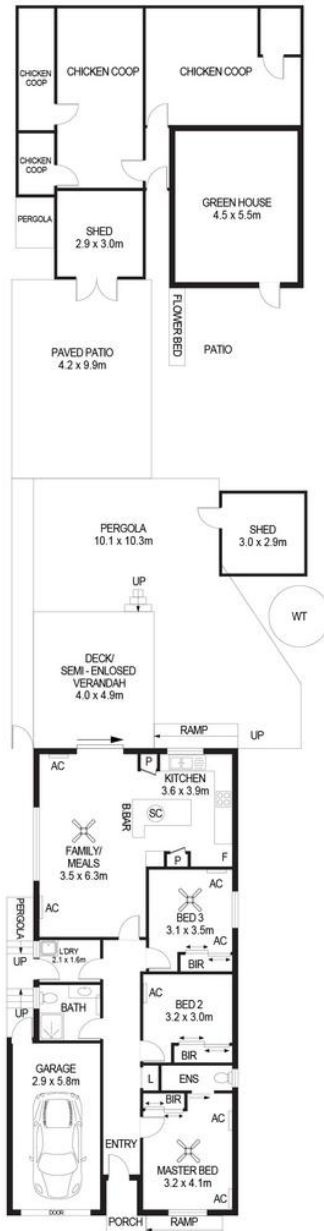 CHICKEN
COOP
CHICKEN COOP
CHICKEN COOP
CHICKEN
COOP
GREEN HOUSE
4.5 x 5.5m
PERGOLA
SHED
2.9 x 3.0m
FLOWER BED
PATIO
PAVED PATIO
4.2 x 9.9m
PERGOLA
10.1 x 10.3m
SHED
3.0 x 2.9m
UP
WT
DECK/
SEMI - ENLOSED
VERANDAH
4.0 x 4.9m
RAMP
UP
AC
P
KITCHEN
3.6 x 3.9m
B.BAR
SC
FAMILY/
MEALS
3.5 x 6.3m
P
F
AC
AC
BED 3
3.1 x 3.5m
AC
BIR
PERGOLA
UP
L'DRY
2.1 x 1.6m
UP
BATH
AC
BED 2
3.2 x 3.0m
BIR
GARAGE
2.9 x 5.8m
L
ENS
BIR
AC
ENTRY
MASTER BED
3.2 x 4.1m
AC
DOOR
PORCH
RAMP